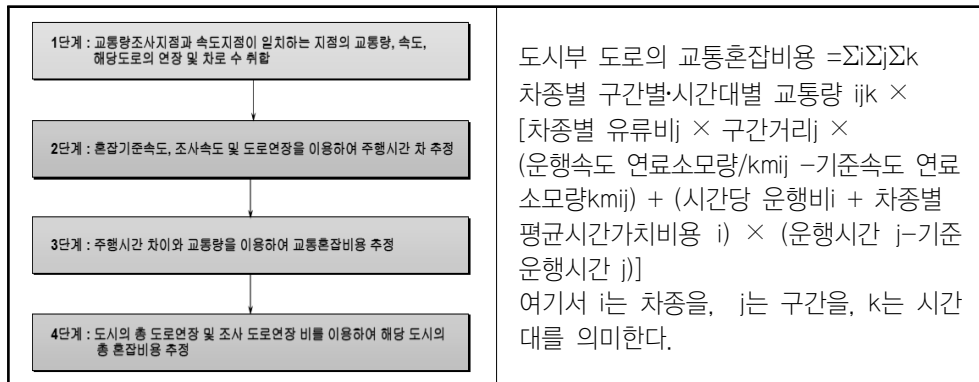 1단계 : 교통량조사지점과 속도지점이 일치하는 지점의 교통량, 속도,
해당도로의 연장 및 차로 수 취합
2단계 : 혼잡기준속도, 조사속도 및 도로연장을 이용하여 주행시간 차 추정
3단계 : 주행시간 차이와 교통량을 이용하여 교통혼잡비용 추정
4단계 : 도시의 총 도로연장 및 조사 도로연장 비를 이용하여 해당 도시의
총 혼잡비용 추정
도시부 도로의 교통혼잡비용 =ΣiΣjΣk
차종별 구간별·시간대별 교통량 ijk ×
[차종별 유류비j × 구간거리j ×
(운행속도 연료소모량/kmij -기준속도 연료
소모량kmij) + (시간당 운행비i + 차종별
평균시간가치비용 i) × (운행시간 j-기준
운행시간 j)]
여기서 i는 차종을, j는 구간을, k는 시간
대를 의미한다.